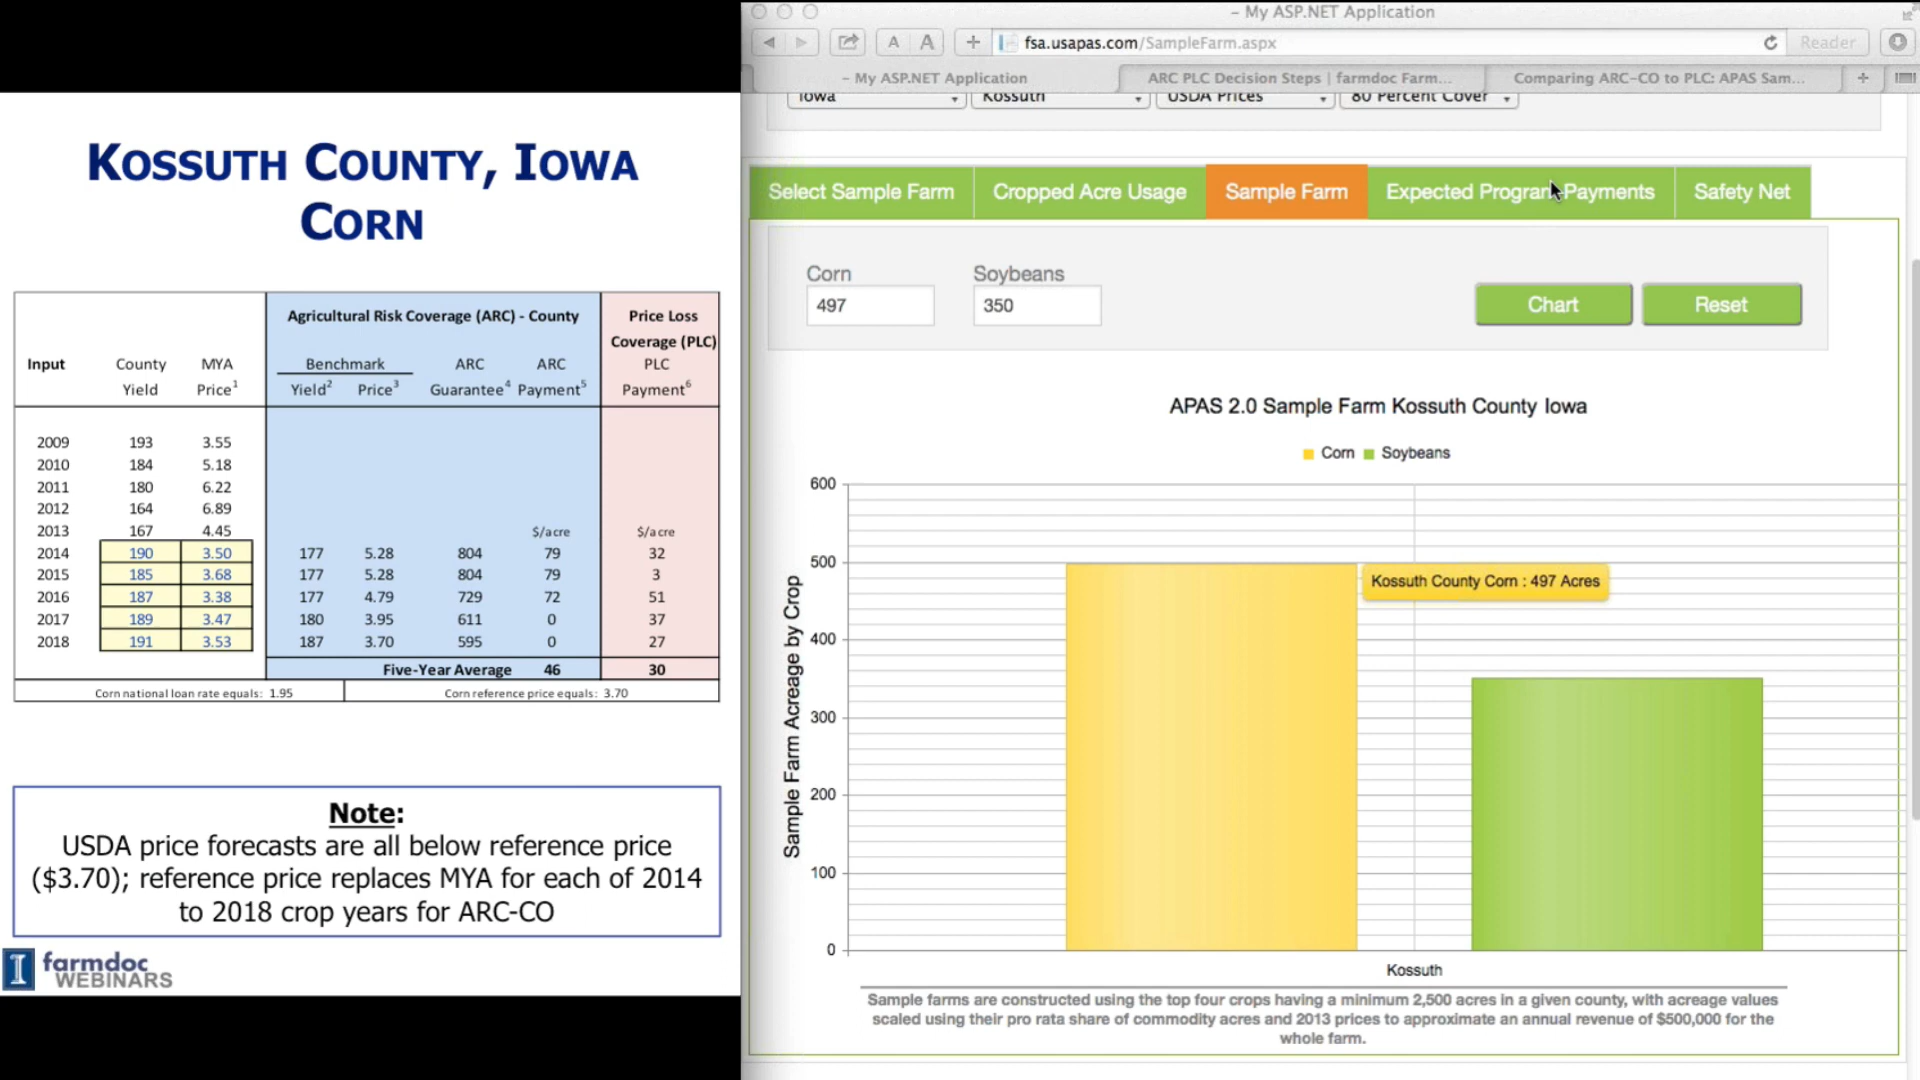 KOSSUTH COUNTY, IOWA
CORN
Agricultural Risk Coverage (ARC) - County Price Loss
Coverage (PLC)
Input County MYA Benchmark ARC ARC PLC
Yield Price1 Yield2 Price3 Guarantee4 Payment5 Payment6
2009 193 3.55
2010 184 5.18
2011 180 6.22
2012 164 6.89
2013 167 4.45 $/acre $/acre
2014 190 3.50 177 5.28 804 79 32
2015 185 3.68 177 5.28 804 79 3
2016 187 3.38 177 4.79 729 72 51
2017 189 3.47 180 3.95 611 0 37
2018 191 3.53 187 3.70 595 0 27
Five-Year Average 46 30
Corn national loan rate equals: 1.95 Corn reference price equals: 3.70
Note:
USDA price forecasts are all below reference price
($3.70); reference price replaces MYA for each of 2014
to 2018 crop years for ARC-CO
I farmdoc
WEBINARS
– My ASP.NET Application
A A + fsa.usapas.com/SampleFarm.aspx Reader
– My ASP.NET Application ARC PLC Decision Steps | farmdoc Farm... Comparing ARC-CO to PLC: APAS Sam... +
Iowa Kossuth USDA Prices 80 Percent Cover
Select Sample Farm Cropped Acre Usage Sample Farm Expected Program Payments Safety Net
Corn Soybeans
497 350 Chart Reset
APAS 2.0 Sample Farm Kossuth County Iowa
Corn Soybeans
Sample Farm Acreage by Crop
600
500
400
300
200
100
0
Kossuth County Corn : 497 Acres
Kossuth
Sample farms are constructed using the top four crops having a minimum 2,500 acres in a given county, with acreage values
scaled using their pro rata share of commodity acres and 2013 prices to approximate an annual revenue of $500,000 for the
whole farm.